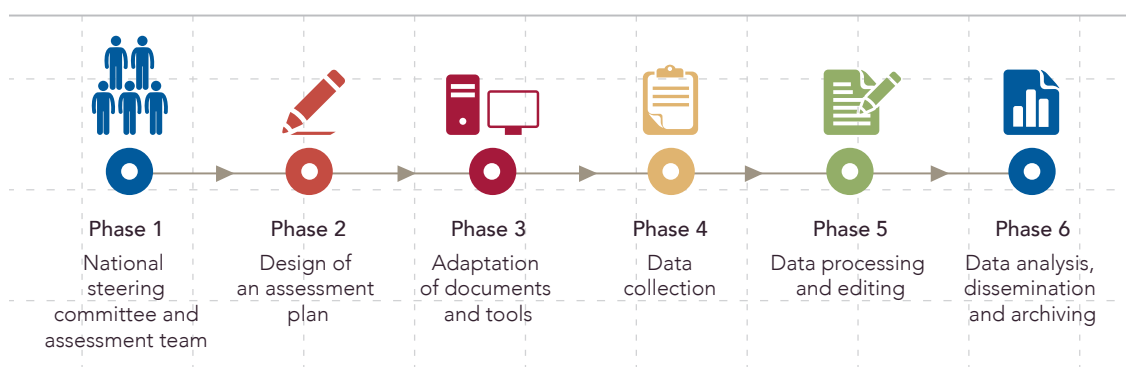 Phase 1
National
steering
committee and
assessment team
Phase 2
Design of
an assessment
plan
Phase 3
Adaptation
of documents
and tools
Phase 4
Data
collection
Phase 5
Data processing
and editing
Phase 6
Data analysis,
dissemination
and archiving